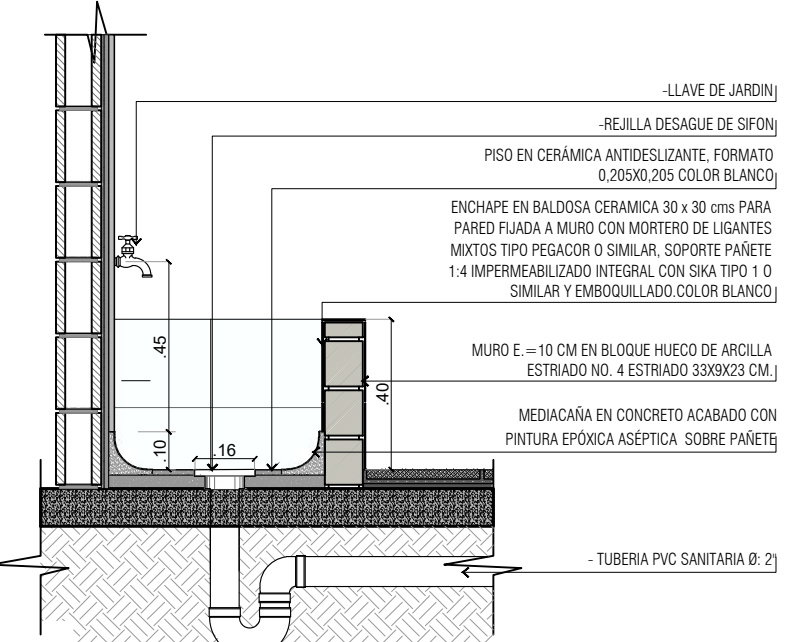 -LLAVE DE JARDIN
-REJILLA DESAGUE DE SIFON
PISO EN CERÁMICA ANTIDESLIZANTE, FORMATO
0,205X0,205 COLOR BLANCO
ENCHAPE EN BALDOSA CERAMICA 30 x 30 cms PARA
PARED FIJADA A MURO CON MORTERO DE LIGANTES
MIXTOS TIPO PEGACOR O SIMILAR, SOPORTE PAÑETE
1:4 IMPERMEABILIZADO INTEGRAL CON SIKA TIPO 1 O
SIMILAR Y EMBOQUILLADO.COLOR BLANCO
MURO E.=10 CM EN BLOQUE HUECO DE ARCILLA
ESTRIADO NO. 4 ESTRIADO 33X9X23 CM.
MEDIACAÑA EN CONCRETO ACABADO CON
PINTURA EPÓXICA ASÉPTICA SOBRE PAÑETE
- TUBERIA PVC SANITARIA Ø: 2"
.45
.40
.10
.16